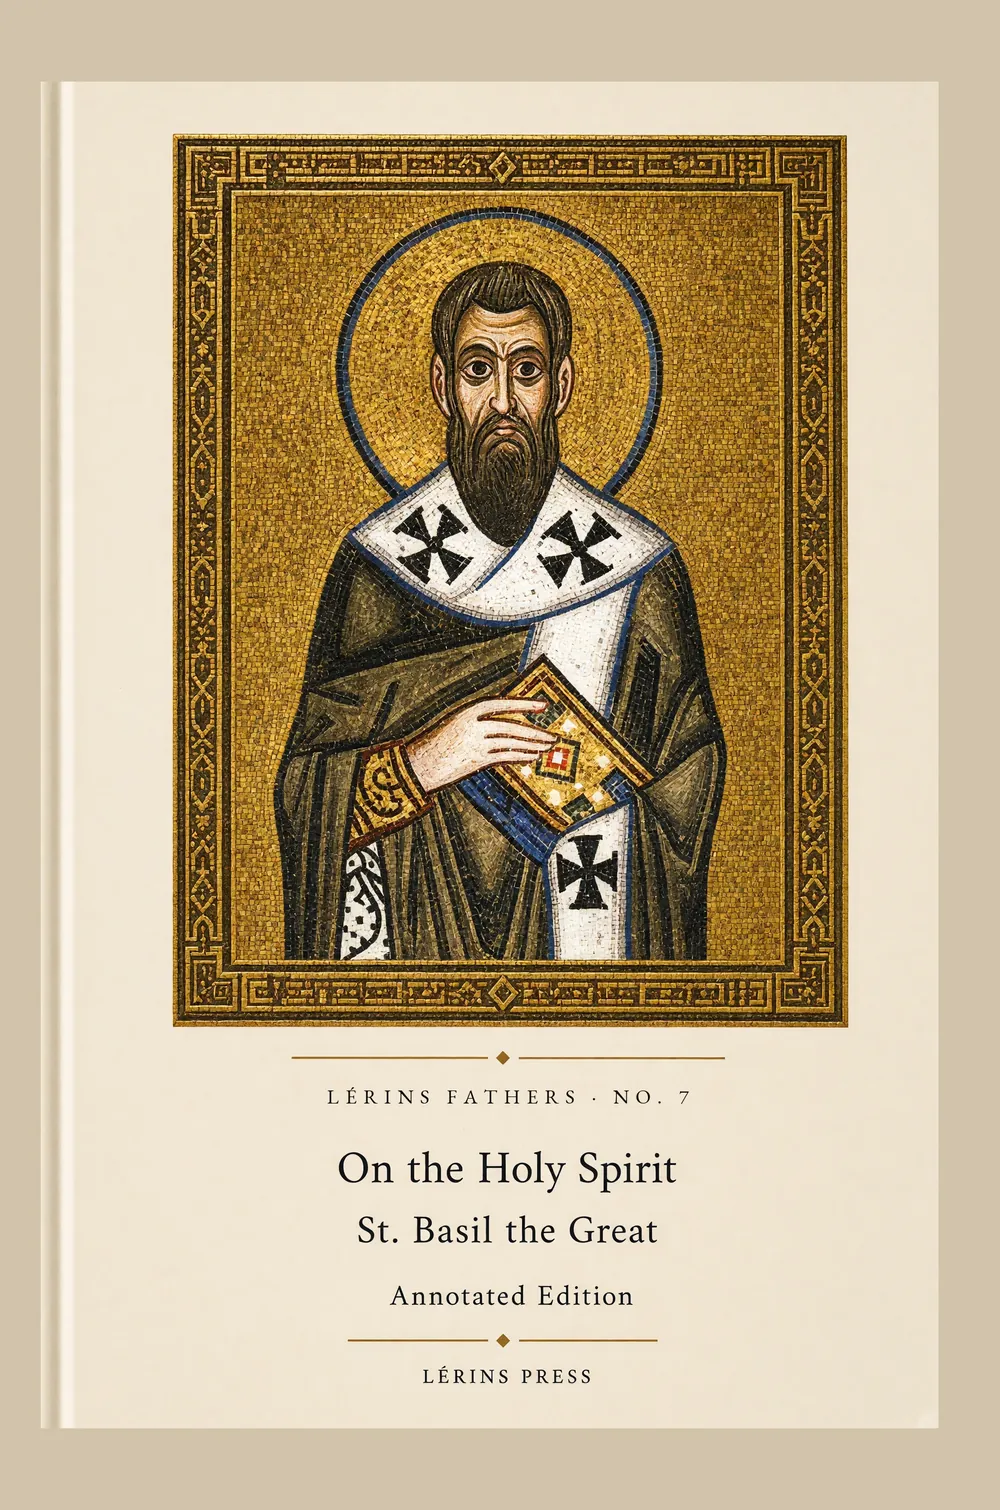 LÉRINS FATHERS · NO. 7
On the Holy Spirit
St. Basil the Great
Annotated Edition
LÉRINS PRESS